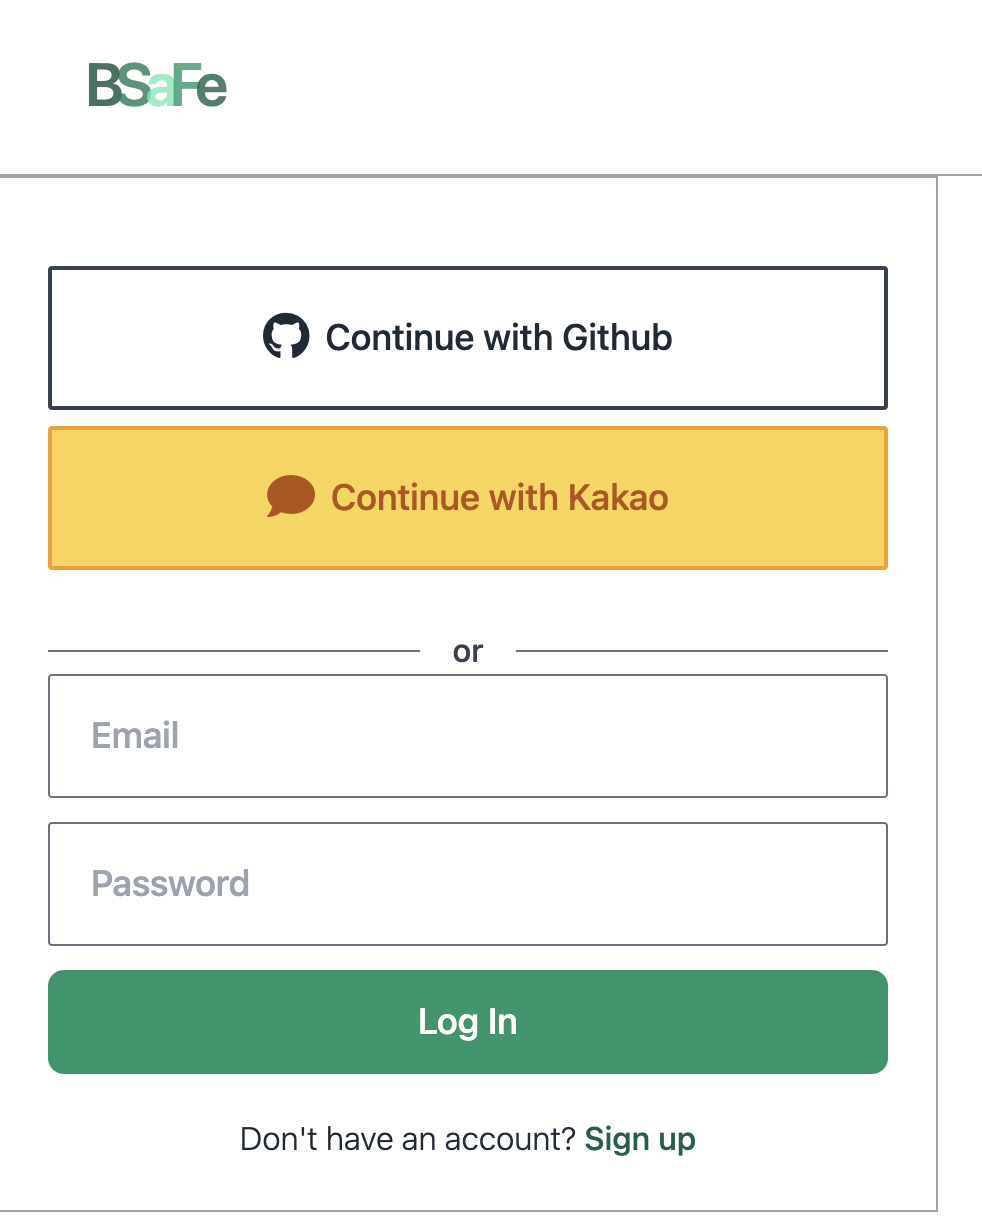 BSaFe
Continue with Github
Continue with Kakao
or
Email
Password
Log In
Don't have an account? Sign up